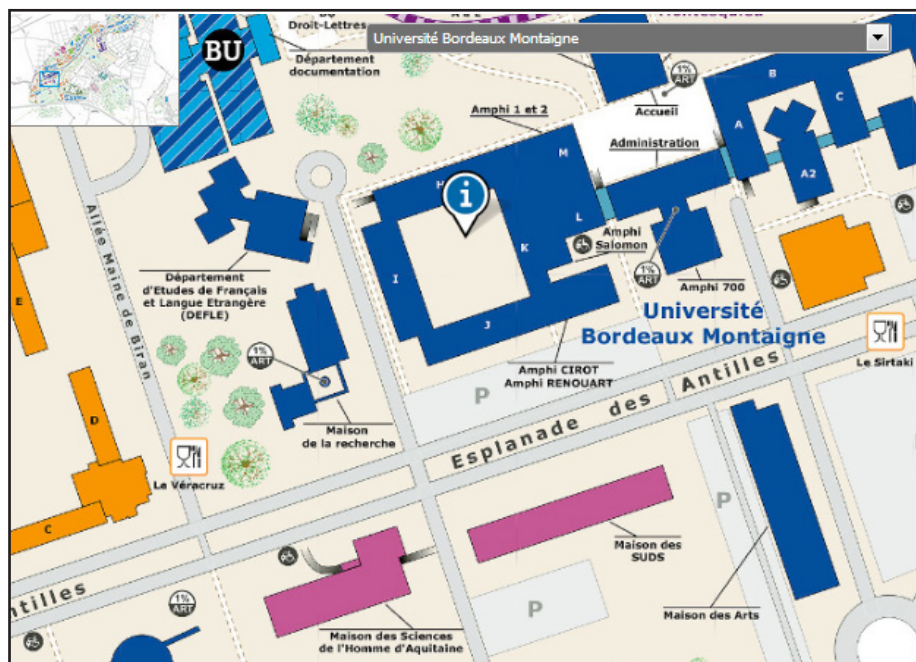 Droit-Lettres
Université Bordeaux Montaigne
BU
Département
documentation
1%
ART
Accueil
Amphi 1 et 2
Administration
B
C
A
A2
M
H
i
L
K
I
J
Amphi
Salomon
1%
ART
Amphi 700
Département
d'Etudes de Français
et Langue Etrangère
(DEFLE)
Allée Maine de Biran
E
Université
Bordeaux Montaigne
Le Sirtaki
Amphi CIROT
Amphi RENOUART
1%
ART
P
Maison
de la recherche
Esplanade des Antilles
D
Le Véracruz
C
P
Maison des
SUDS
P
Maison des Arts
Antilles
1%
ART
Maison des Sciences
de l'Homme d'Aquitaine